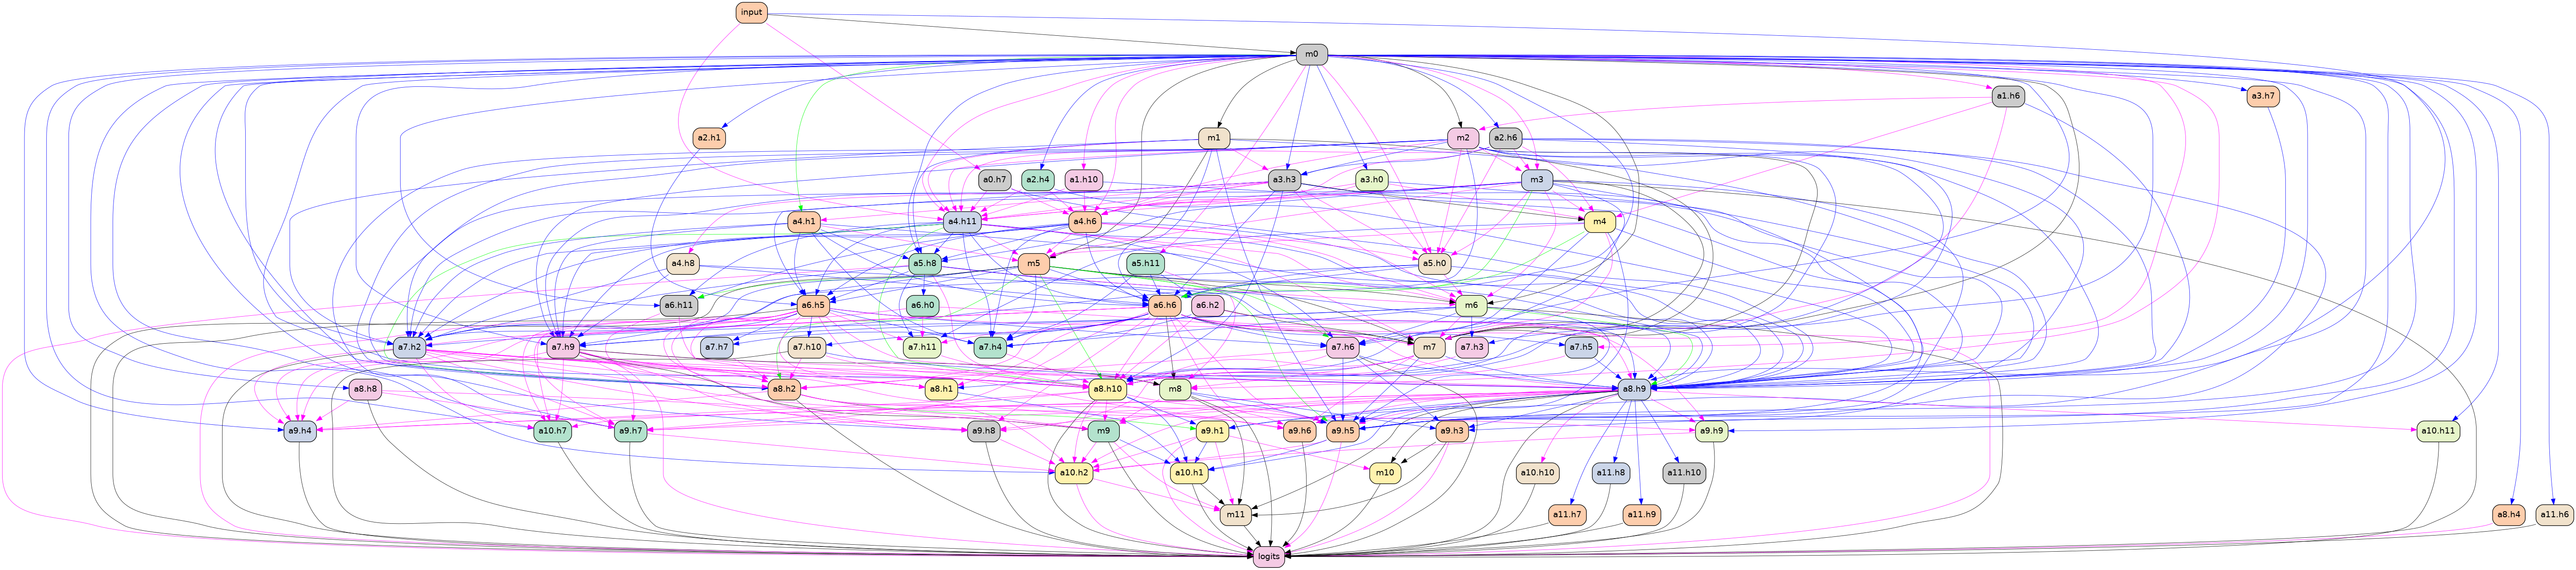 input
m0
a1.h6 a3.h7
a2.h1 m1 m2 a2.h6
a0.h7 a2.h4 a1.h10 a3.h3 a3.h0 m3
a4.h1 a4.h11 a4.h6 m4
a4.h8 a5.h8 m5 a5.h11 a5.h0
a6.h11 a6.h5 a6.h0 a6.h6 a6.h2 m6
a7.h2 a7.h9 a7.h7 a7.h10 a7.h11 a7.h4 a7.h6 m7 a7.h3 a7.h5
a8.h8 a8.h2 a8.h1 a8.h10 m8 a8.h9
a9.h4 a10.h7 a9.h7 a9.h8 m9 a9.h1 a9.h6 a9.h5 a9.h3 a9.h9 a10.h11
a10.h2 a10.h1 m10 a10.h10 a11.h8 a11.h10
m11 a11.h7 a11.h9 a8.h4 a11.h6
logits